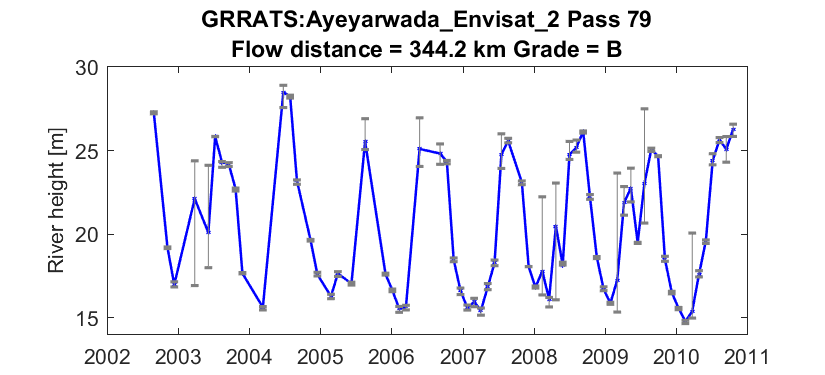 GRRATS:Ayeyarwada_Envisat_2 Pass 79
Flow distance = 344.2 km Grade = B
River height [m]
30
25
20
15
2002 2003 2004 2005 2006 2007 2008 2009 2010 2011